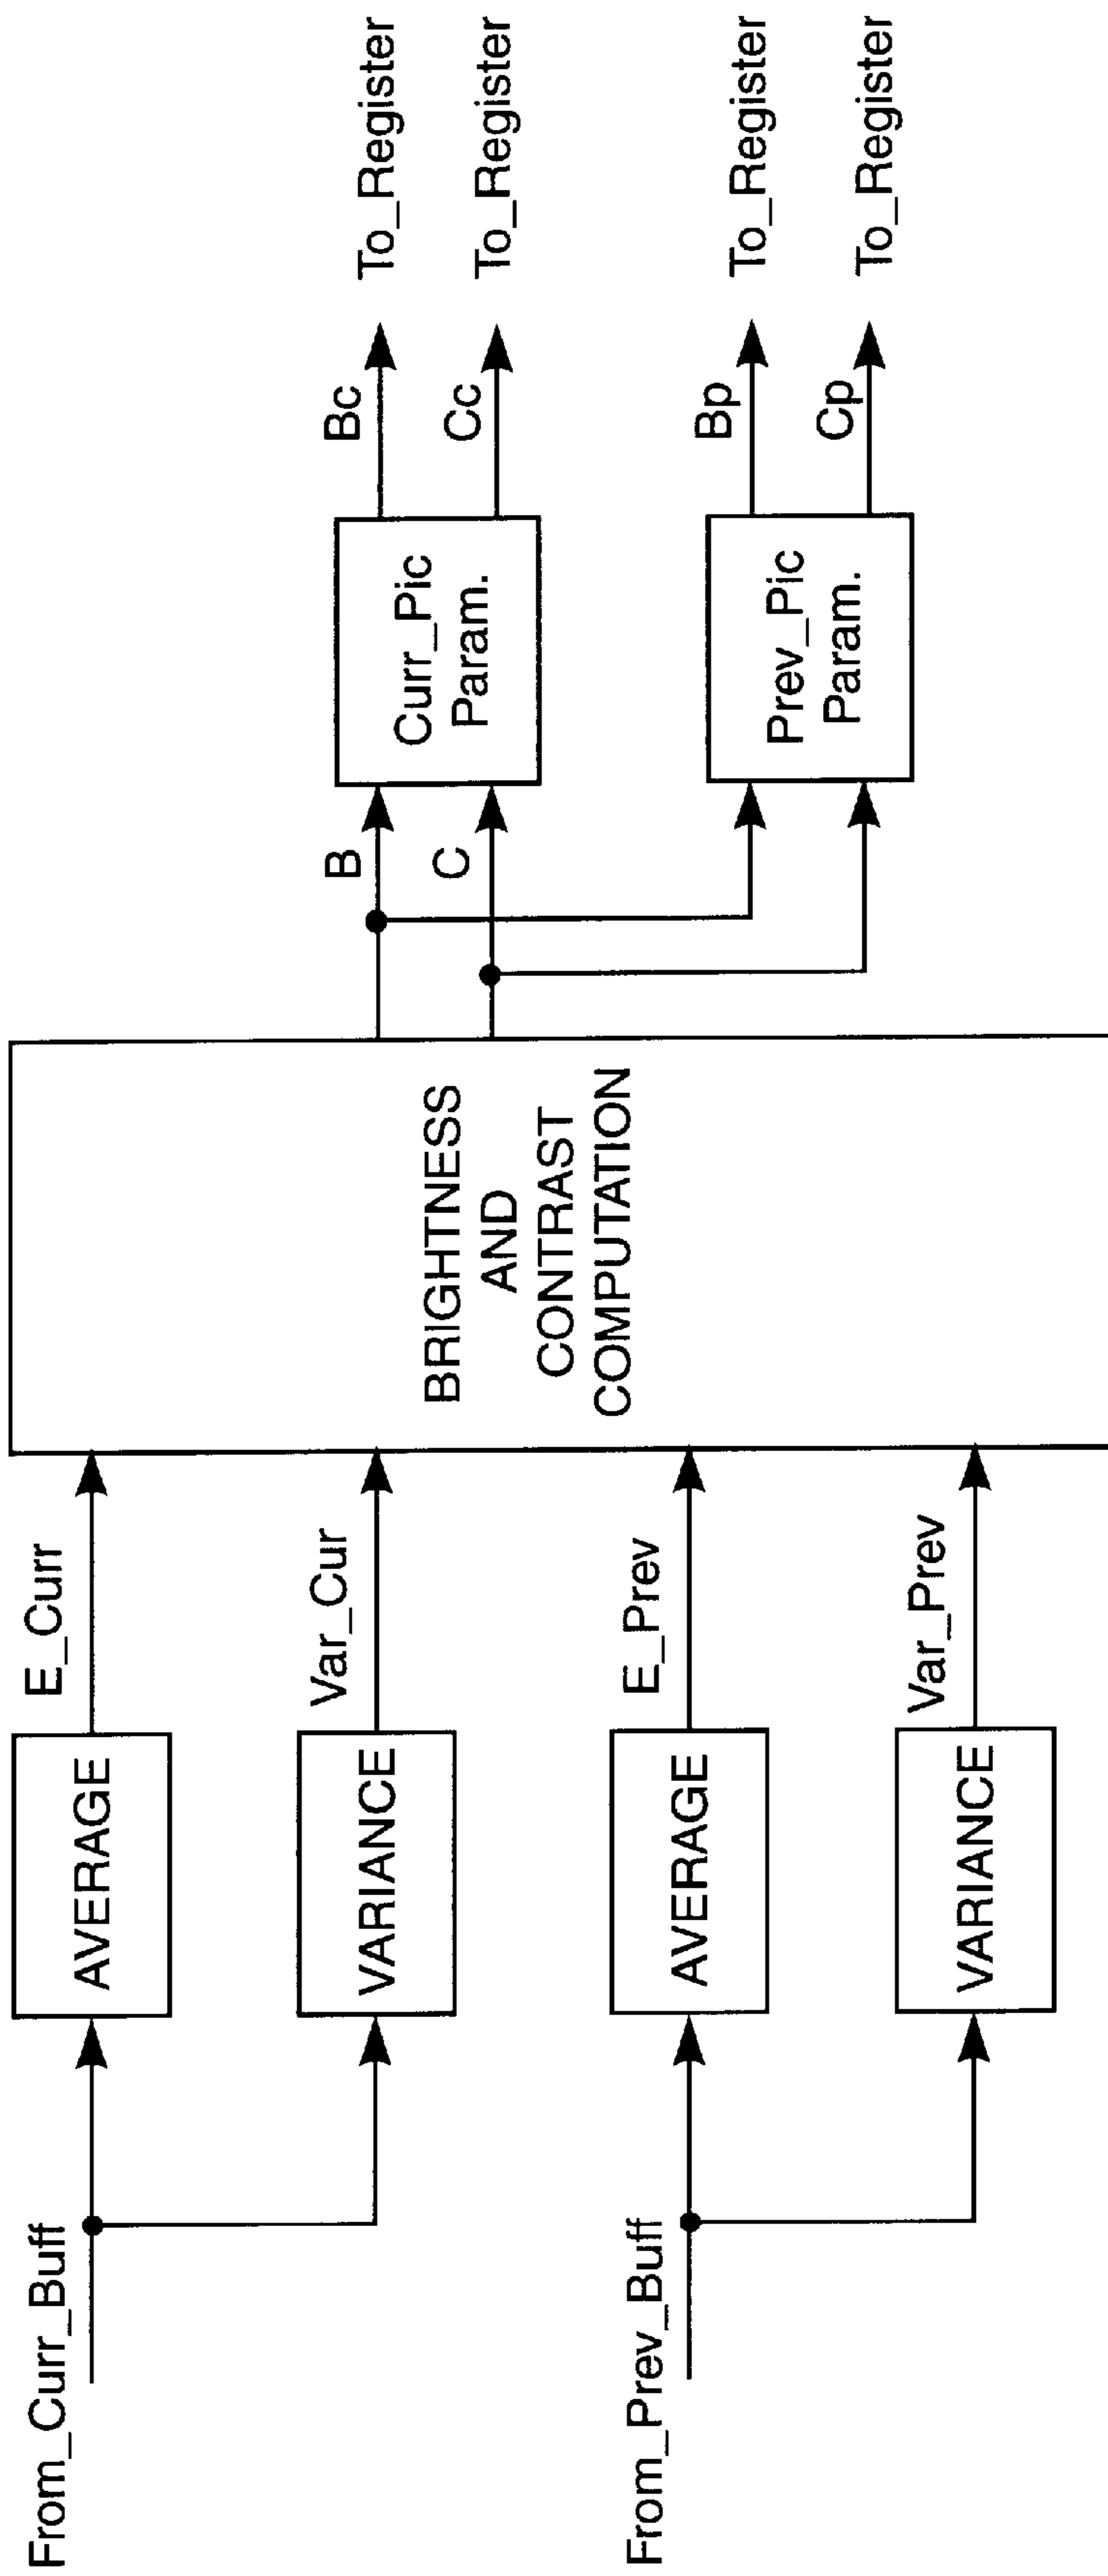 From_Curr_Buff
AVERAGE
E_Curr
VARIANCE
Var_Cur
From_Prev_Buff
AVERAGE
E_Prev
VARIANCE
Var_Prev
BRIGHTNESS
AND
CONTRAST
COMPUTATION
B
C
Curr_Pic
Param.
Bc
To_Register
Cc
To_Register
Prev_Pic
Param.
Bp
To_Register
Cp
To_Register